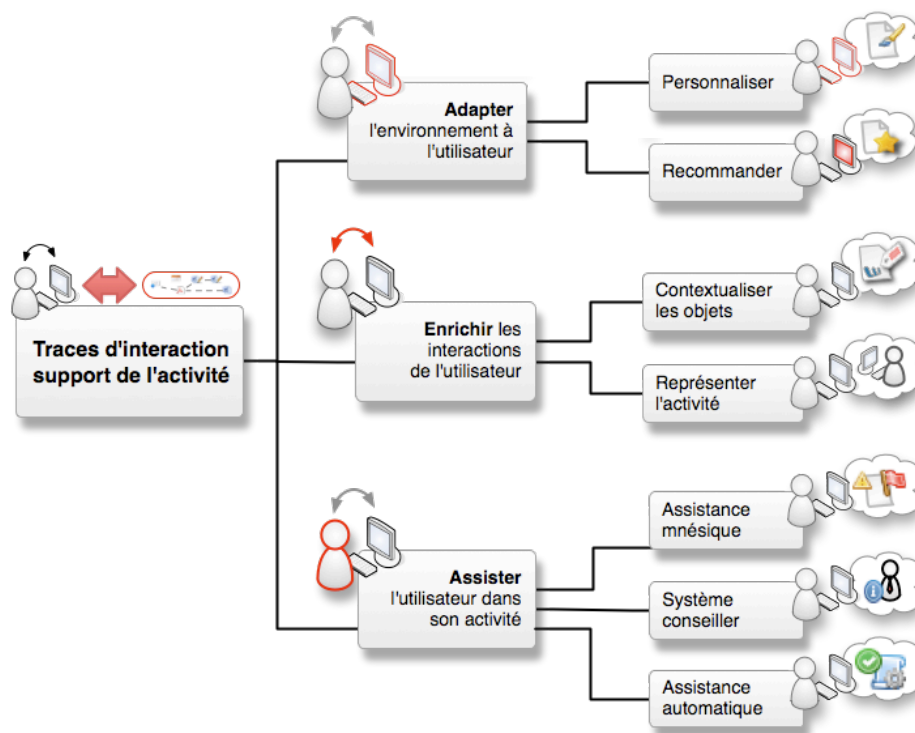 Adapter
l'environnement à
l'utilisateur
Personnaliser
Recommander
Traces d'interaction
support de l'activité
Enrichir les
interactions
de l'utilisateur
Contextualiser
les objets
Représenter
l'activité
Assister
l'utilisateur dans
son activité
Assistance
mnésique
Système
conseiller
Assistance
automatique